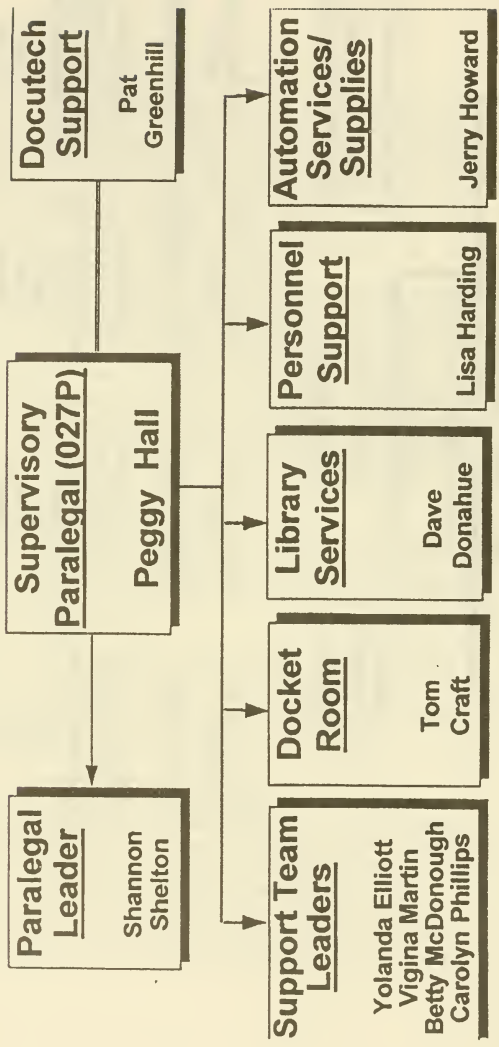 Paralegal
Leader
Shannon
Shelton
Supervisory
Paralegal (027P)
Peggy Hall
Docutech
Support
Pat
Greenhill
Support Team
Leaders
Yolanda Elliott
Vigina Martin
Betty McDonough
Carolyn Phillips
Docket
Room
Tom
Craft
Library
Services
Dave
Donahue
Personnel
Support
Lisa Harding
Automation
Services/
Supplies
Jerry Howard